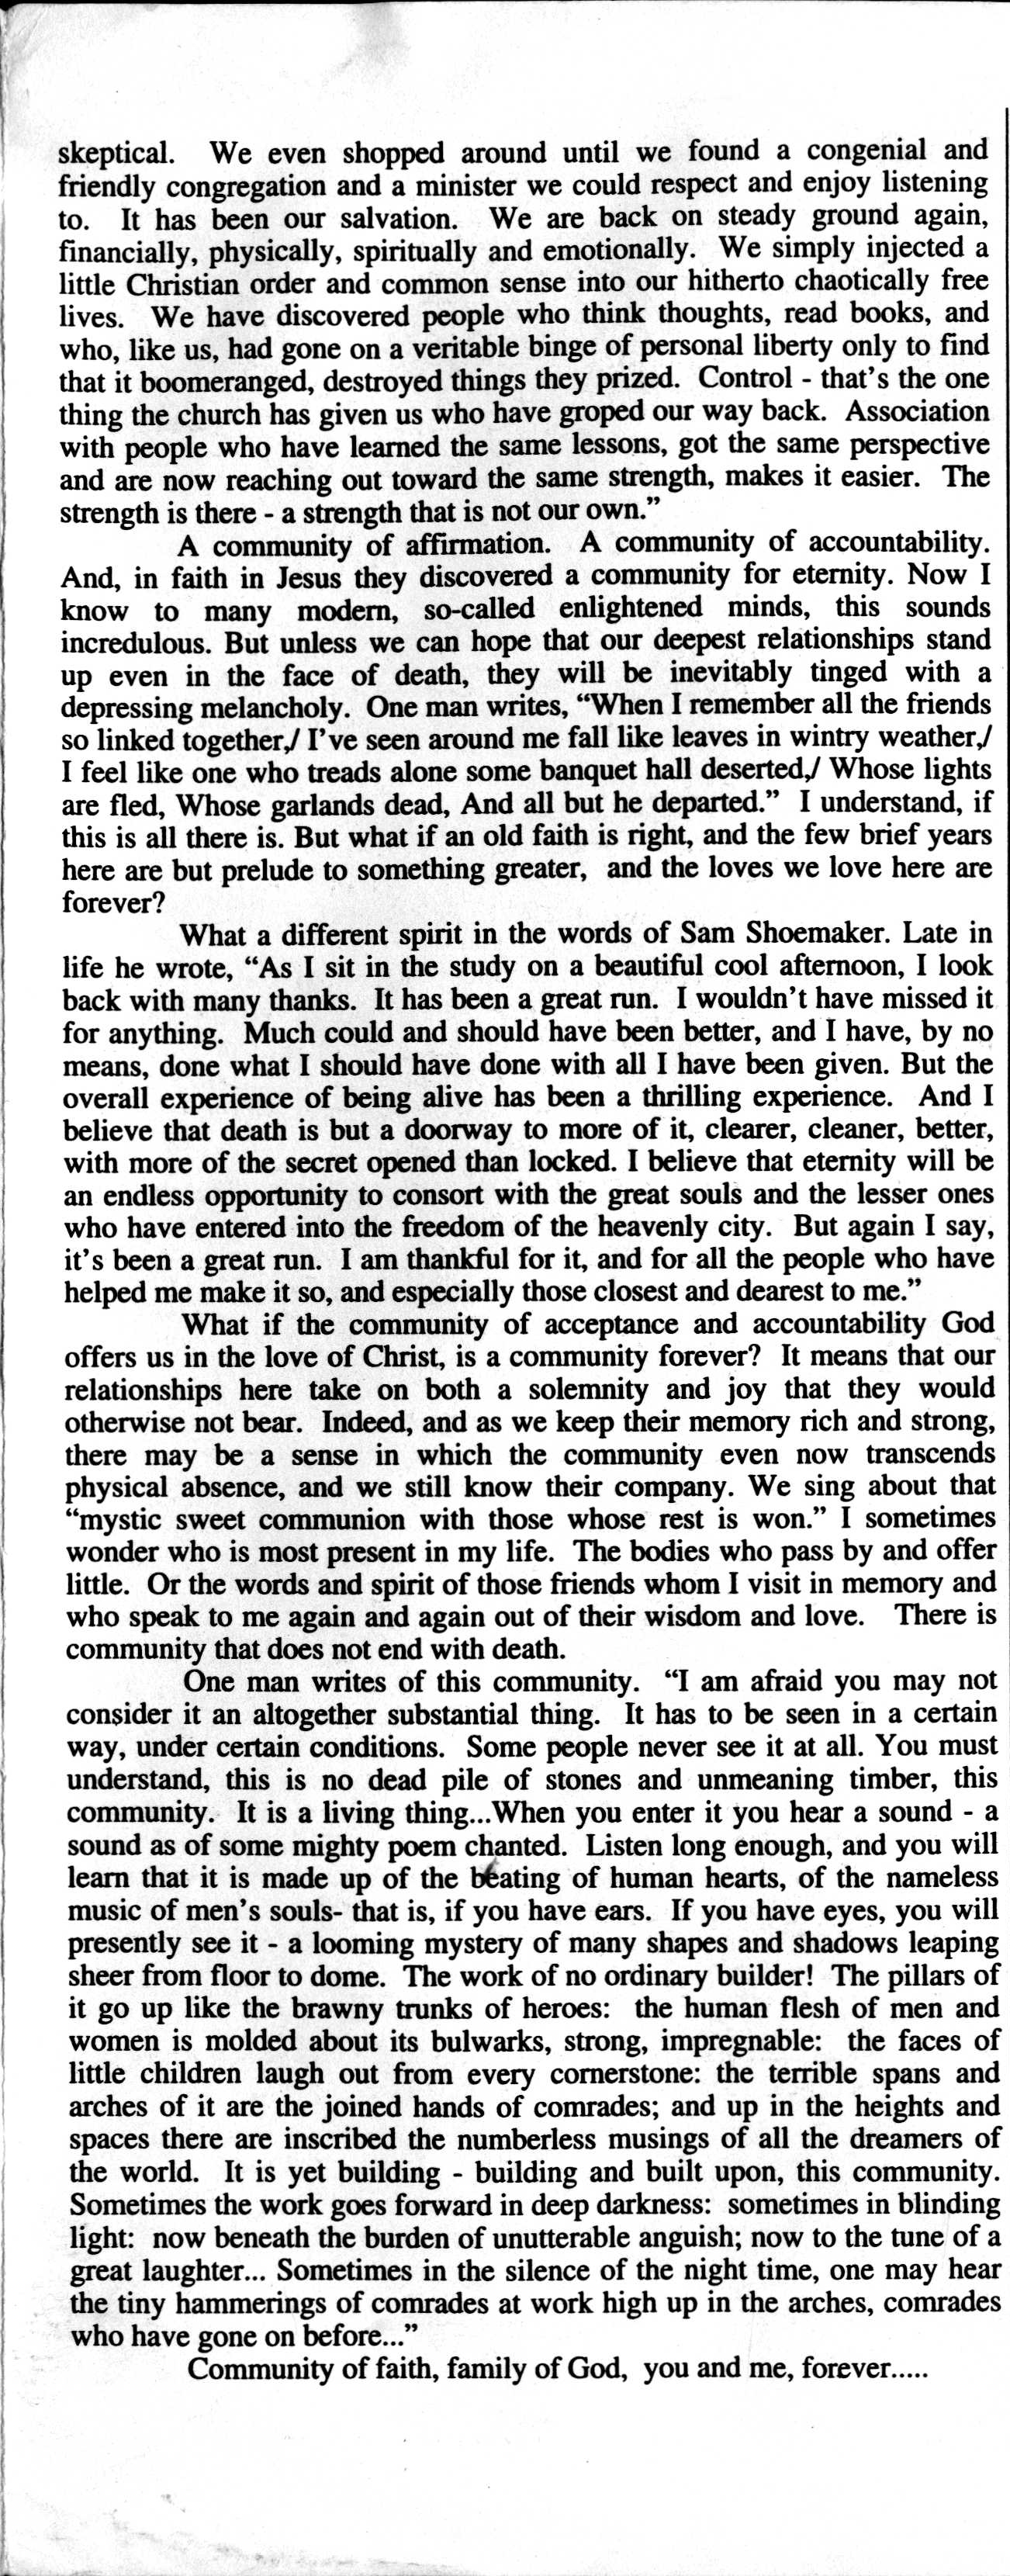 skeptical. We even shopped around until we found a congenial and
friendly congregation and a minister we could respect and enjoy listening
to. It has been our salvation. We are back on steady ground again,
financially, physically, spiritually and emotionally. We simply injected a
little Christian order and common sense into our hitherto chaotically free
lives. We have discovered people who think thoughts, read books, and
who, like us, had gone on a veritable binge of personal liberty only to find
that it boomeranged, destroyed things they prized. Control - that's the one
thing the church has given us who have groped our way back. Association
with people who have learned the same lessons, got the same perspective
and are now reaching out toward the same strength, makes it easier. The
strength is there - a strength that is not our own."
A community of affirmation. A community of accountability.
And, in faith in Jesus they discovered a community for eternity. Now I
know to many modern, so-called enlightened minds, this sounds
incredulous. But unless we can hope that our deepest relationships stand
up even in the face of death, they will be inevitably tinged with a
depressing melancholy. One man writes, "When I remember all the friends
so linked together,/ I've seen around me fall like leaves in wintry weather,/
I feel like one who treads alone some banquet hall deserted,/ Whose lights
are fled, Whose garlands dead, And all but he departed." I understand, if
this is all there is. But what if an old faith is right, and the few brief years
here are but prelude to something greater, and the loves we love here are
forever?
What a different spirit in the words of Sam Shoemaker. Late in
life he wrote, "As I sit in the study on a beautiful cool afternoon, I look
back with many thanks. It has been a great run. I wouldn't have missed it
for anything. Much could and should have been better, and I have, by no
means, done what I should have done with all I have been given. But the
overall experience of being alive has been a thrilling experience. And I
believe that death is but a doorway to more of it, clearer, cleaner, better,
with more of the secret opened than locked. I believe that eternity will be
an endless opportunity to consort with the great souls and the lesser ones
who have entered into the freedom of the heavenly city. But again I say,
it's been a great run. I am thankful for it, and for all the people who have
helped me make it so, and especially those closest and dearest to me."
What if the community of acceptance and accountability God
offers us in the love of Christ, is a community forever? It means that our
relationships here take on both a solemnity and joy that they would
otherwise not bear. Indeed, and as we keep their memory rich and strong,
there may be a sense in which the community even now transcends
physical absence, and we still know their company. We sing about that
"mystic sweet communion with those whose rest is won." I sometimes
wonder who is most present in my life. The bodies who pass by and offer
little. Or the words and spirit of those friends whom I visit in memory and
who speak to me again and again out of their wisdom and love. There is
community that does not end with death.
One man writes of this community. "I am afraid you may not
consider it an altogether substantial thing. It has to be seen in a certain
way, under certain conditions. Some people never see it at all. You must
understand, this is no dead pile of stones and unmeaning timber, this
community. It is a living thing...When you enter it you hear a sound - a
sound as of some mighty poem chanted. Listen long enough, and you will
learn that it is made up of the beating of human hearts, of the nameless
music of men's souls- that is, if you have ears. If you have eyes, you will
presently see it - a looming mystery of many shapes and shadows leaping
sheer from floor to dome. The work of no ordinary builder! The pillars of
it go up like the brawny trunks of heroes: the human flesh of men and
women is molded about its bulwarks, strong, impregnable: the faces of
little children laugh out from every cornerstone: the terrible spans and
arches of it are the joined hands of comrades; and up in the heights and
spaces there are inscribed the numberless musings of all the dreamers of
the world. It is yet building - building and built upon, this community.
Sometimes the work goes forward in deep darkness: sometimes in blinding
light: now beneath the burden of unutterable anguish; now to the tune of a
great laughter... Sometimes in the silence of the night time, one may hear
the tiny hammerings of comrades at work high up in the arches, comrades
who have gone on before..."
Community of faith, family of God, you and me, forever.....